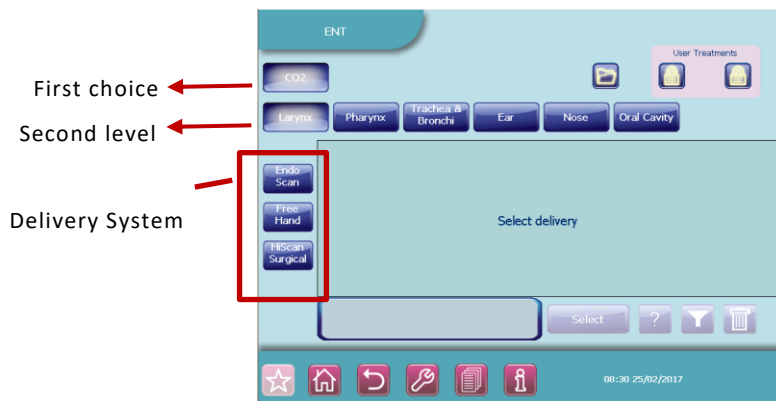 ENT
User Treatments
CO2
First choice
Larynx
Pharynx
Trachea &
Bronchi
Ear
Nose
Oral Cavity
Second level
Endo
Scan
Free
Hand
HiScan
Surgical
Delivery System
Select delivery
Select
?
08:30 25/02/2017